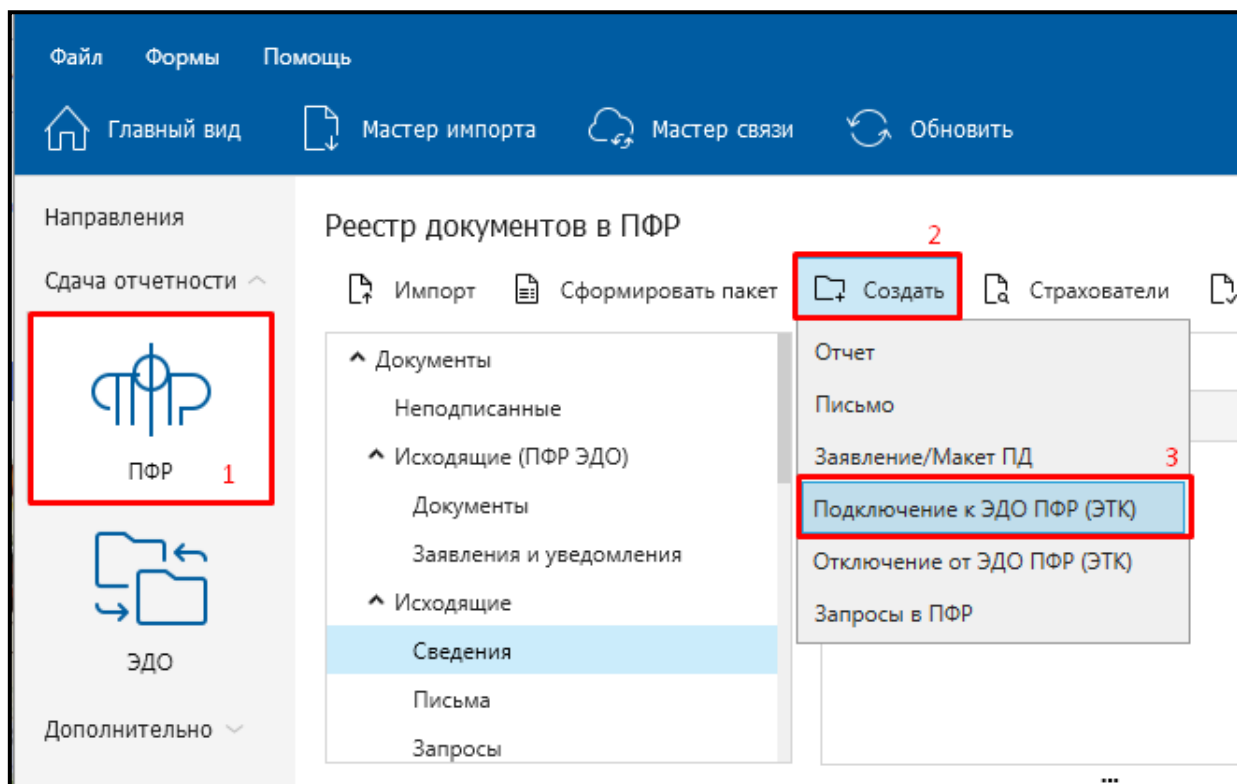 Файл Формы Помощь
Главный вид Мастер импорта Мастер связи Обновить
Направления
Сдача отчетности
ПФР
1
ЭДО
Дополнительно
Реестр документов в ПФР
2
Импорт Сформировать пакет Создать Страхователи
Документы
Неподписанные
Исходящие (ПФР ЭДО)
Документы
Заявления и уведомления
Исходящие
Сведения
Письма
Запросы
Отчет
Письмо
Заявление/Макет ПД
3
Подключение к ЭДО ПФР (ЭТК)
Отключение от ЭДО ПФР (ЭТК)
Запросы в ПФР
...